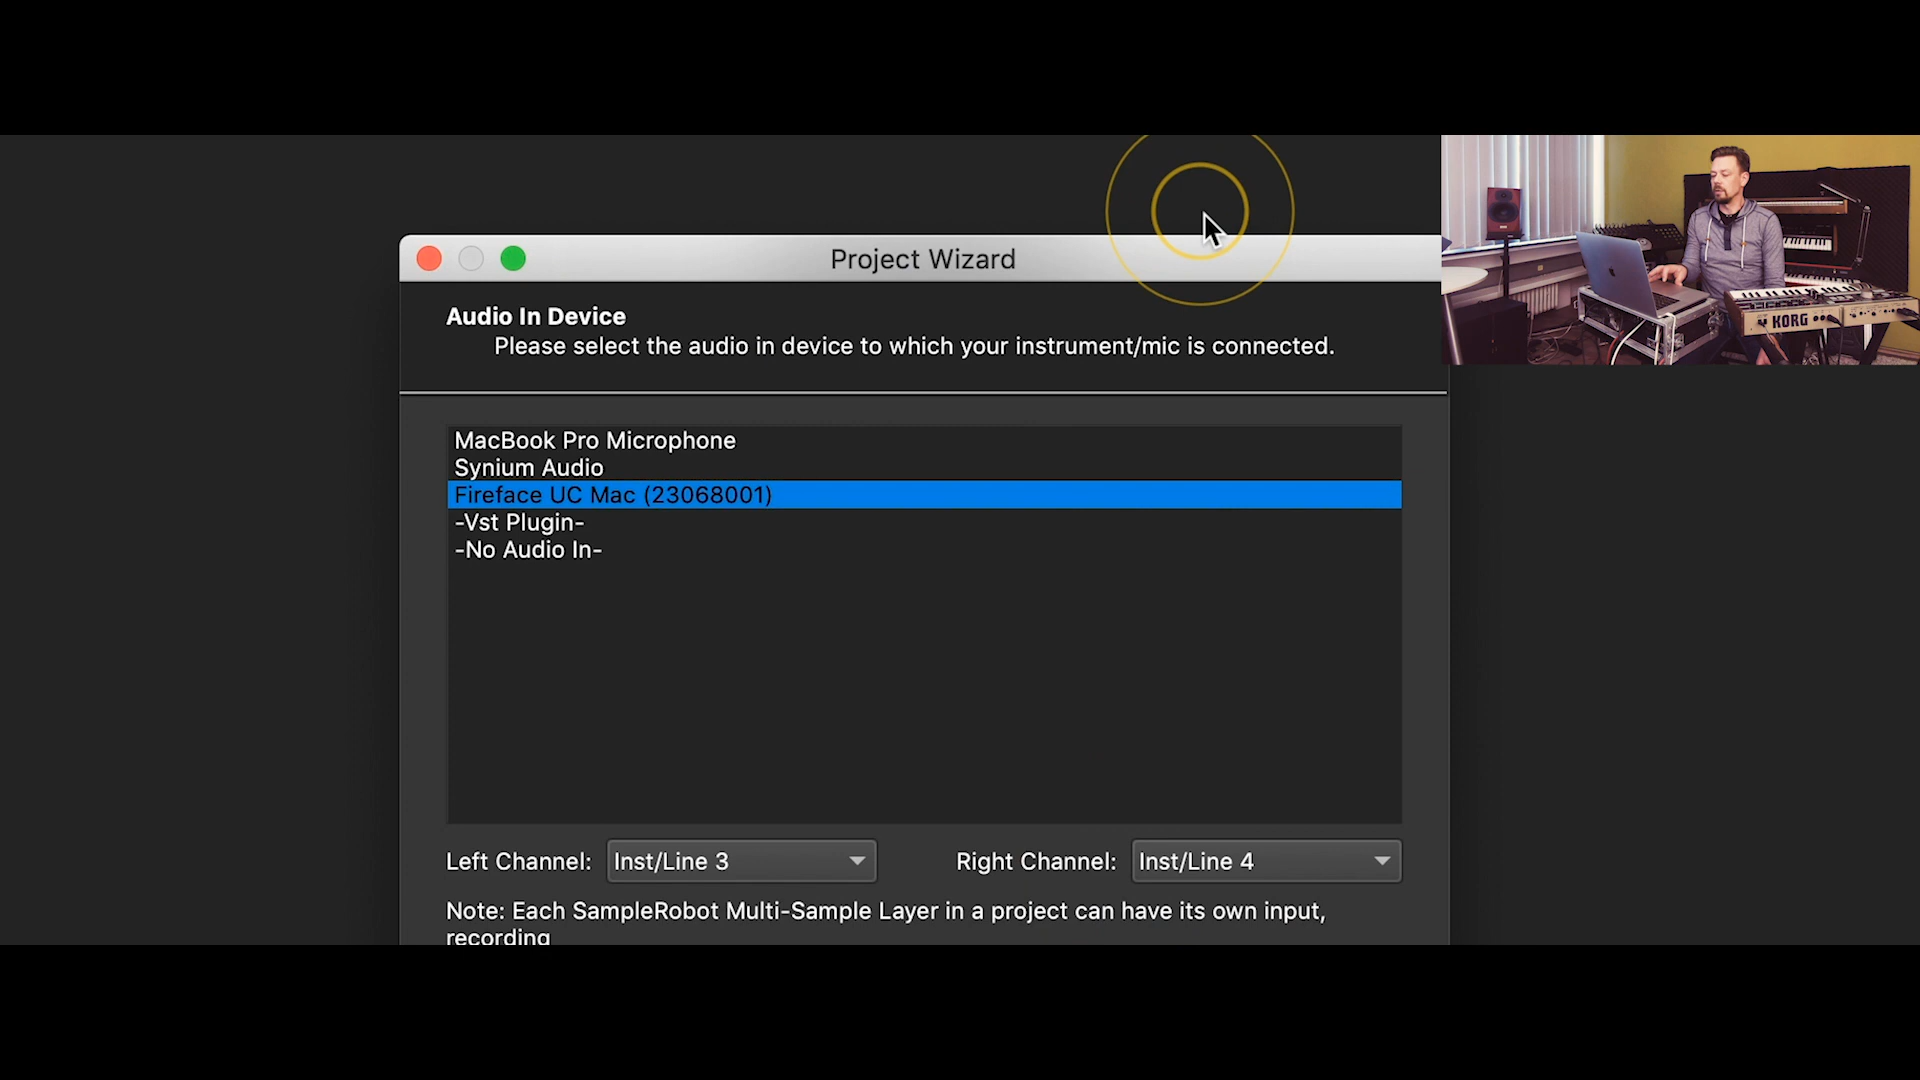 Project Wizard
Audio In Device
Please select the audio in device to which your instrument/mic is connected.
MacBook Pro Microphone
Synium Audio
Fireface UC Mac (23068001)
-Vst Plugin-
-No Audio In-
Left Channel: Inst/Line 3 Right Channel: Inst/Line 4
Note: Each SampleRobot Multi-Sample Layer in a project can have its own input,
recording
KORG